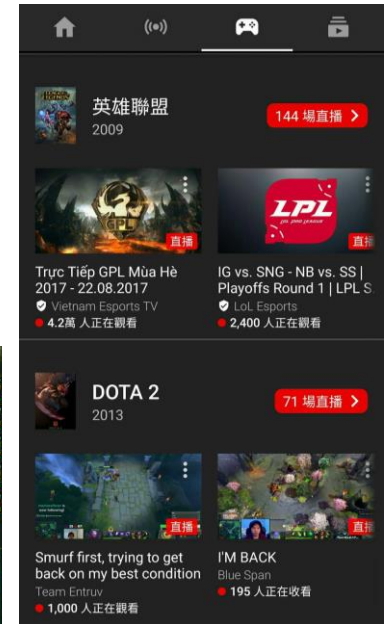 英雄聯盟
2009
144 場直播
GPL
直播
LPL
直播
Trực Tiếp GPL Mùa Hè
2017 - 22.08.2017
Vietnam Esports TV
4.2萬 人正在觀看
IG vs. SNG - NB vs. SS |
Playoffs Round 1 | LPL S
LoL Esports
2,400 人正在觀看
DOTA 2
2013
71 場直播
直播
直播
Smurf first, trying to get
back on my best condition
Team Entruv
1,000 人正在觀看
I'M BACK
Blue Span
195 人正在收看